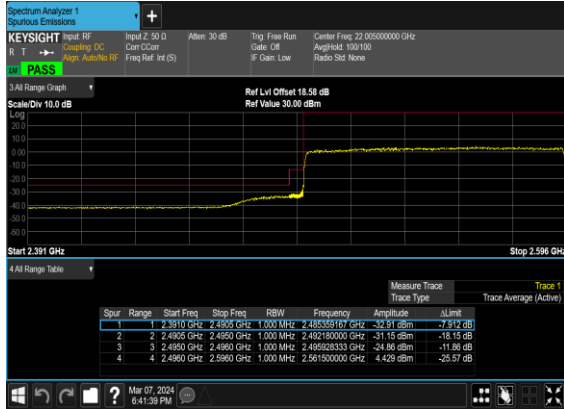 Spectrum Analyzer 1
Spurious Emissions
KEYSIGHT Input: RF Input Z: 50 Ω Atten: 30 dB Trig: Free Run Center Freq: 22.005000000 GHz
R T Coupling: DC Corr CCorr Gate: Off Avg|Hold: 100/100
Align: Auto/No RF Freq Ref: Int (S) IF Gain: Low Radio Std: None
PASS
3 All Range Graph
Ref Lvl Offset 18.58 dB
Scale/Div 10.0 dB Ref Value 30.00 dBm
Log
20.0
10.0
0.00
-10.0
-20.0
-30.0
-40.0
-50.0
-60.0
Start 2.391 GHz Stop 2.596 GHz
4 All Range Table
Measure Trace Trace 1
Trace Type Trace Average (Active)
Spur Range Start Freq Stop Freq RBW Frequency Amplitude ΔLimit
1 1 2.3910 GHz 2.4905 GHz 1.000 MHz 2.485359167 GHz -32.91 dBm -7.912 dB
2 2 2.4905 GHz 2.4950 GHz 1.000 MHz 2.492180000 GHz -31.15 dBm -18.15 dB
3 3 2.4950 GHz 2.4960 GHz 1.000 MHz 2.495928333 GHz -24.86 dBm -11.86 dB
4 4 2.4960 GHz 2.5960 GHz 1.000 MHz 2.561500000 GHz 4.429 dBm -25.57 dB
Mar 07, 2024
6:41:39 PM